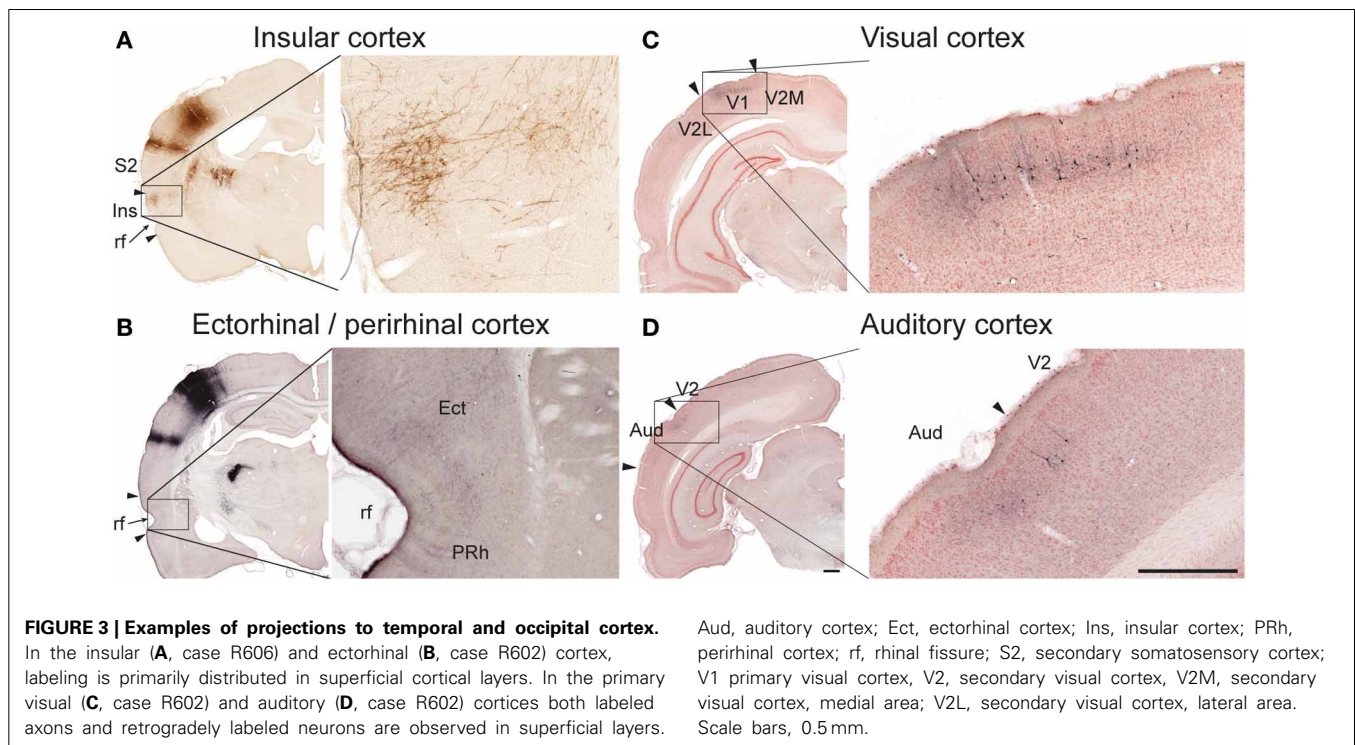 A
Insular cortex
S2
Ins
rf
C
Visual cortex
V1
V2M
V2L
B
Ectorhinal / perirhinal cortex
rf
Ect
rf
PRh
D
Auditory cortex
V2
Aud
V2
Aud
FIGURE 3 | Examples of projections to temporal and occipital cortex.
In the insular (A, case R606) and ectorhinal (B, case R602) cortex,
labeling is primarily distributed in superficial cortical layers. In the primary
visual (C, case R602) and auditory (D, case R602) cortices both labeled
axons and retrogradely labeled neurons are observed in superficial layers.
Aud, auditory cortex; Ect, ectorhinal cortex; Ins, insular cortex; PRh,
perirhinal cortex; rf, rhinal fissure; S2, secondary somatosensory cortex;
V1 primary visual cortex, V2, secondary visual cortex, V2M, secondary
visual cortex, medial area; V2L, secondary visual cortex, lateral area.
Scale bars, 0.5 mm.